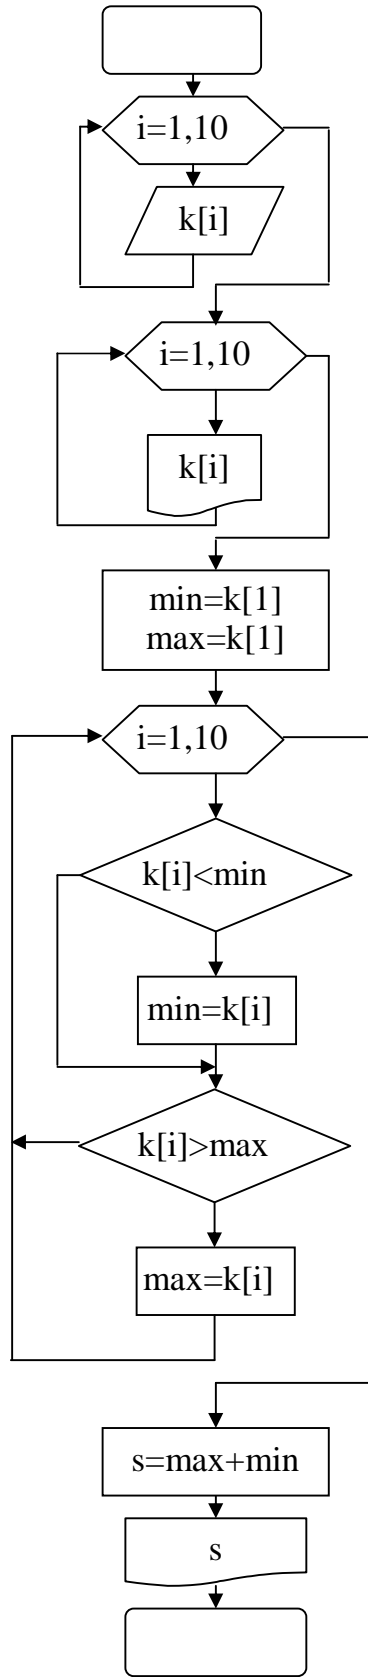 i=1,10
k[i]
i=1,10
k[i]
min=k[1]
max=k[1]
i=1,10
k[i]<min
min=k[i]
k[i]>max
max=k[i]
s=max+min
s